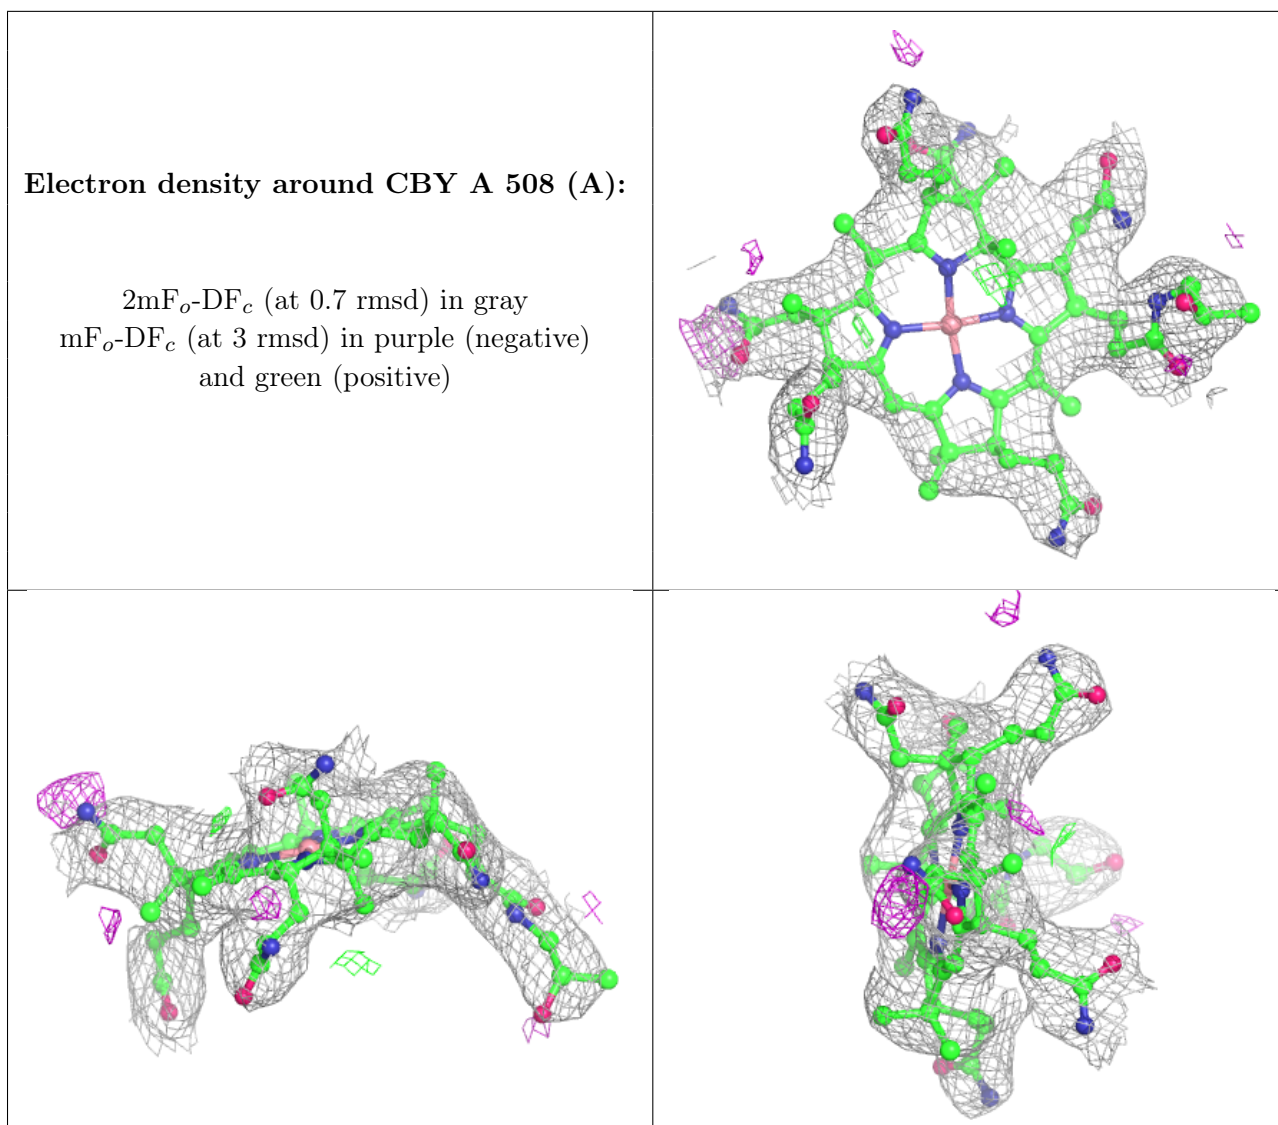 Electron density around CBY A 508 (A):
2mFo-DFc (at 0.7 rmsd) in gray
mFo-DFc (at 3 rmsd) in purple (negative)
and green (positive)